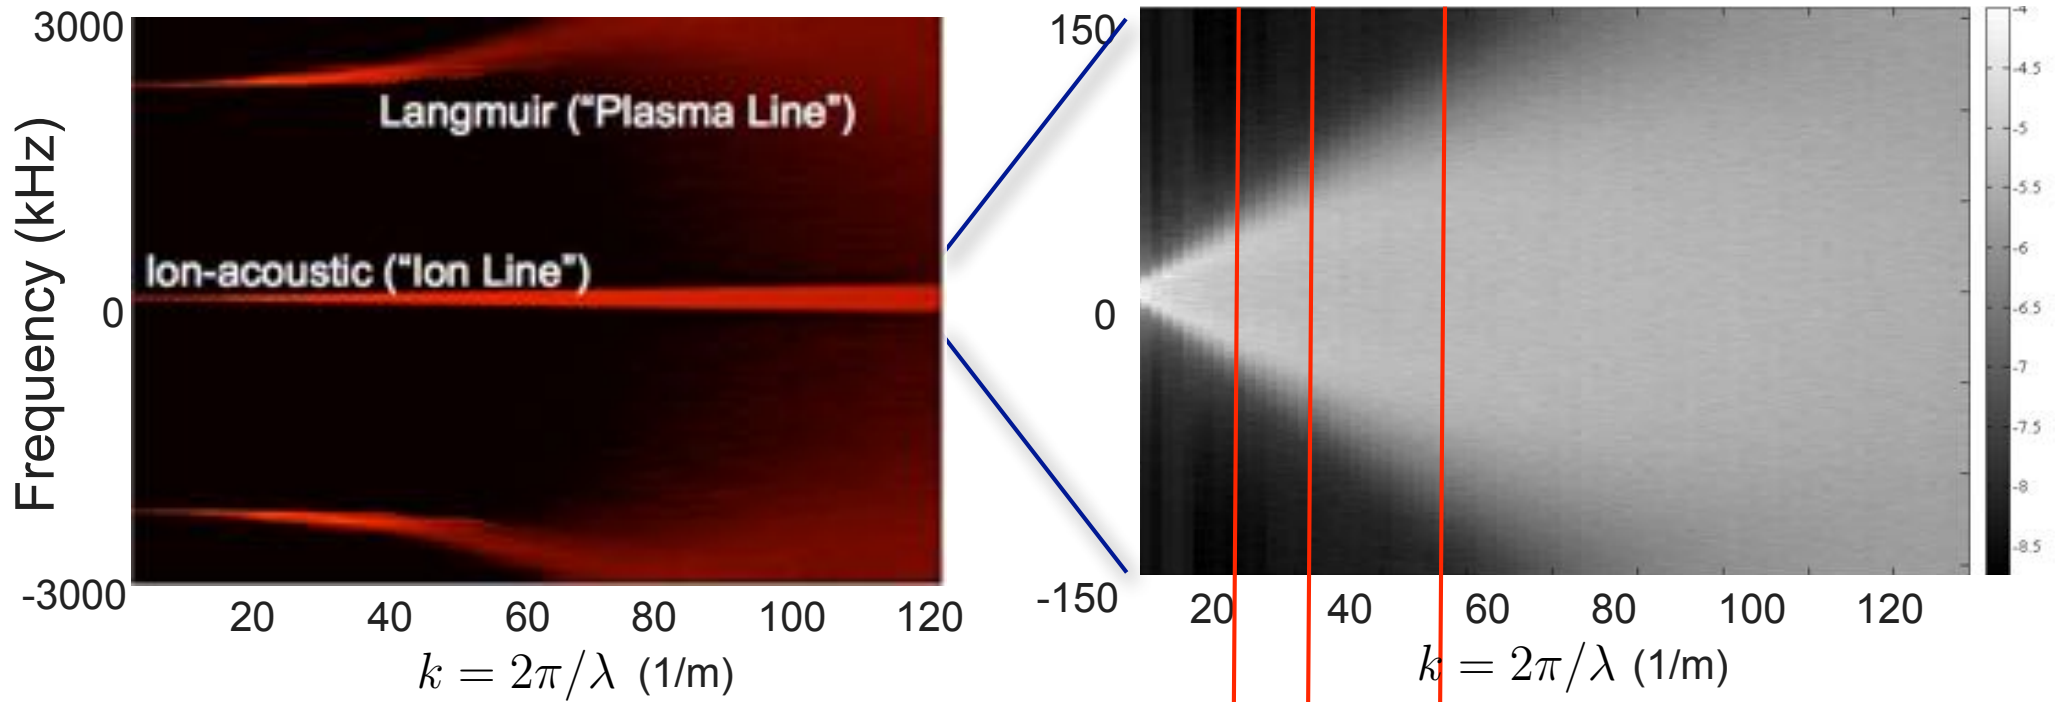 3000
Langmuir (“Plasma Line”)
Ion-acoustic (“Ion Line”)
0
-3000
Frequency (kHz)
20 40 60 80 100 120
k = 2π/λ (1/m)
150
0
-150
20 40 60 80 100 120
k = 2π/λ (1/m)
-4
-4.5
-5
-5.5
-6
-6.5
-7
-7.5
-8
-8.5